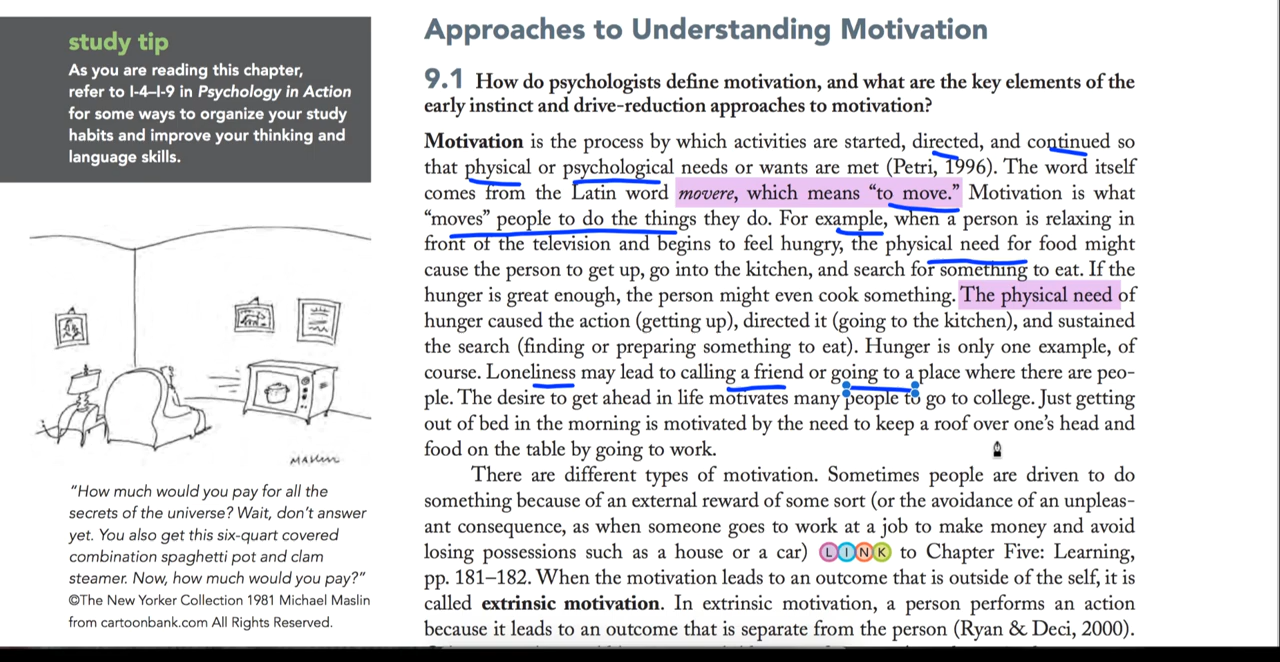 study tip
As you are reading this chapter,
refer to I-4–I-9 in Psychology in Action
for some ways to organize your study
habits and improve your thinking and
language skills.
MASLIN
“How much would you pay for all the
secrets of the universe? Wait, don’t answer
yet. You also get this six-quart covered
combination spaghetti pot and clam
steamer. Now, how much would you pay?”
©The New Yorker Collection 1981 Michael Maslin
from cartoonbank.com All Rights Reserved.
Approaches to Understanding Motivation
9.1 How do psychologists define motivation, and what are the key elements of the
early instinct and drive-reduction approaches to motivation?
Motivation is the process by which activities are started, directed, and continued so
that physical or psychological needs or wants are met (Petri, 1996). The word itself
comes from the Latin word movere, which means “to move.” Motivation is what
“moves” people to do the things they do. For example, when a person is relaxing in
front of the television and begins to feel hungry, the physical need for food might
cause the person to get up, go into the kitchen, and search for something to eat. If the
hunger is great enough, the person might even cook something. The physical need of
hunger caused the action (getting up), directed it (going to the kitchen), and sustained
the search (finding or preparing something to eat). Hunger is only one example, of
course. Loneliness may lead to calling a friend or going to a place where there are peo-
ple. The desire to get ahead in life motivates many people to go to college. Just getting
out of bed in the morning is motivated by the need to keep a roof over one’s head and
food on the table by going to work.
There are different types of motivation. Sometimes people are driven to do
something because of an external reward of some sort (or the avoidance of an unpleas-
ant consequence, as when someone goes to work at a job to make money and avoid
losing possessions such as a house or a car) LINK to Chapter Five: Learning,
pp. 181–182. When the motivation leads to an outcome that is outside of the self, it is
called extrinsic motivation. In extrinsic motivation, a person performs an action
because it leads to an outcome that is separate from the person (Ryan & Deci, 2000).